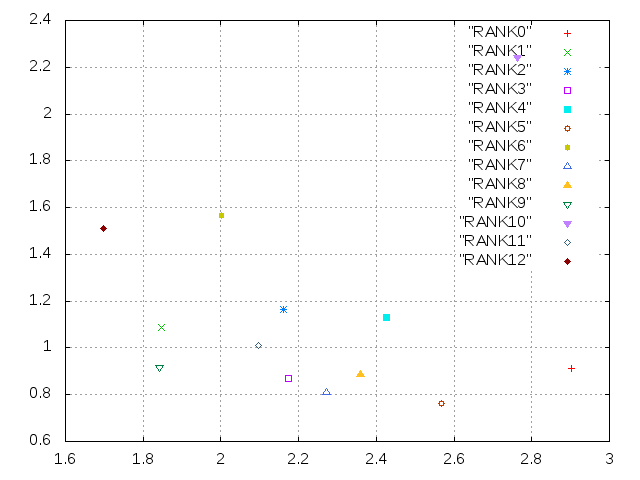 2.4
2.2
2
1.8
1.6
1.4
1.2
1
0.8
0.6
1.6 1.8 2 2.2 2.4 2.6 2.8 3
"RANK0"
"RANK1"
"RANK2"
"RANK3"
"RANK4"
"RANK5"
"RANK6"
"RANK7"
"RANK8"
"RANK9"
"RANK10"
"RANK11"
"RANK12"